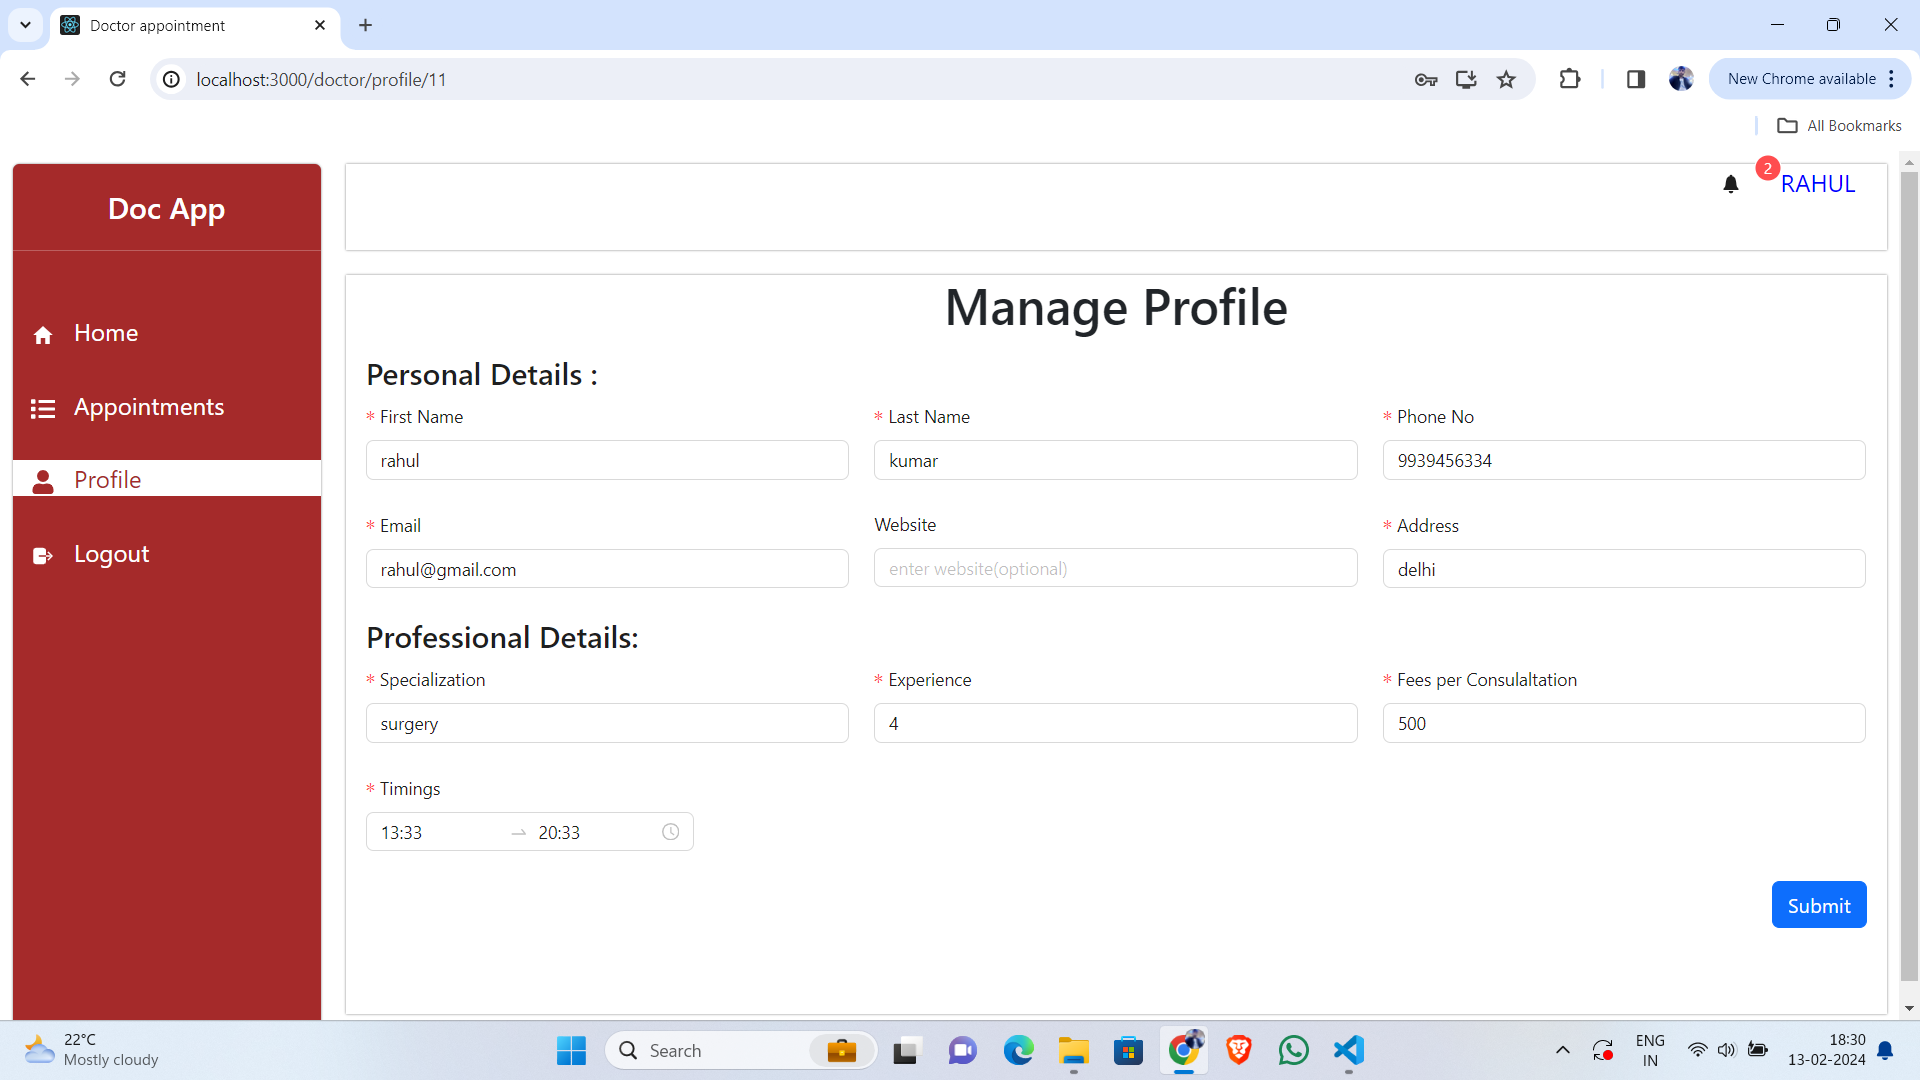 Doctor appointment
localhost:3000/doctor/profile/11
New Chrome available
All Bookmarks
Doc App
2
RAHUL
Home
Appointments
Profile
Logout
Manage Profile
Personal Details :
* First Name
* Last Name
* Phone No
rahul
kumar
9939456334
* Email
Website
* Address
rahul@gmail.com
enter website(optional)
delhi
Professional Details:
* Specialization
* Experience
* Fees per Consulaltation
surgery
4
500
* Timings
13:33
20:33
Submit
22°C
Mostly cloudy
Search
ENG
IN
18:30
13-02-2024